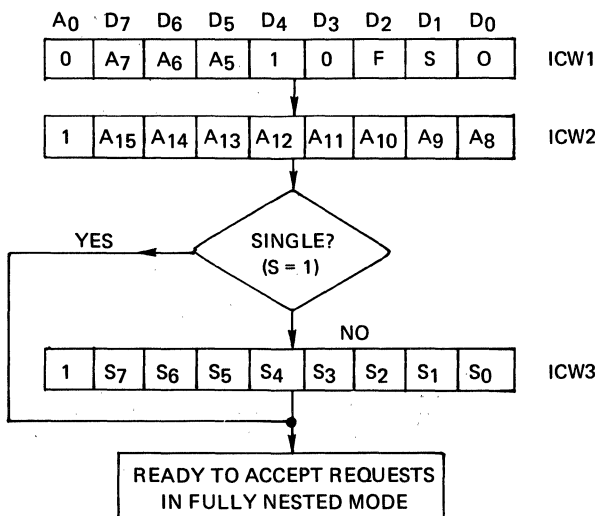 A0 D7 D6 D5 D4 D3 D2 D1 D0
0 A7 A6 A5 1 0 F S O ICW1
1 A15 A14 A13 A12 A11 A10 A9 A8 ICW2
YES
SINGLE?
(S = 1)
NO
1 S7 S6 S5 S4 S3 S2 S1 S0 ICW3
READY TO ACCEPT REQUESTS
IN FULLY NESTED MODE